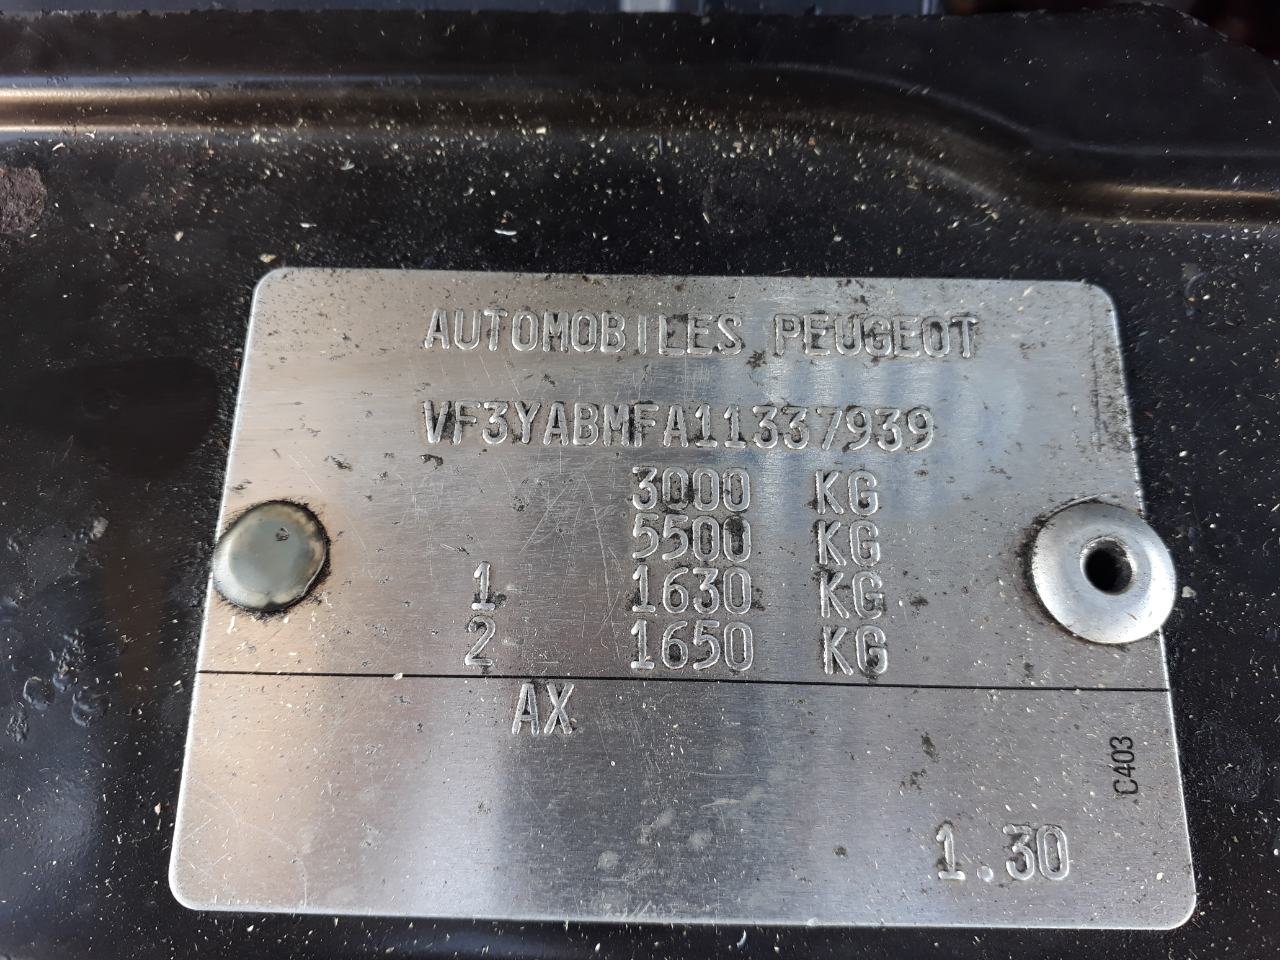 AUTOMOBILES PEUGEOT
VF3YABMFA11337939
3000 KG
5500 KG
1 1630 KG
2 1650 KG
AX
C403
1.30